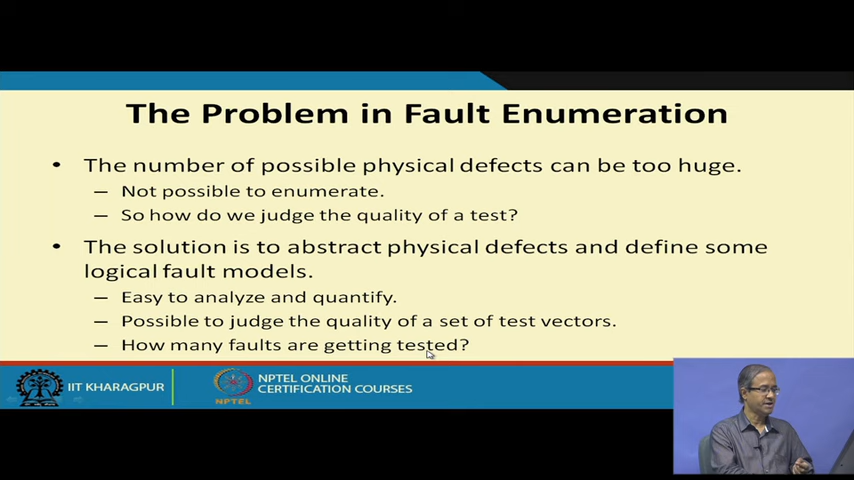 The Problem in Fault Enumeration
• The number of possible physical defects can be too huge.
– Not possible to enumerate.
– So how do we judge the quality of a test?
• The solution is to abstract physical defects and define some
logical fault models.
– Easy to analyze and quantify.
– Possible to judge the quality of a set of test vectors.
– How many faults are getting tested?
IIT KHARAGPUR
NPTEL
NPTEL ONLINE
CERTIFICATION COURSES